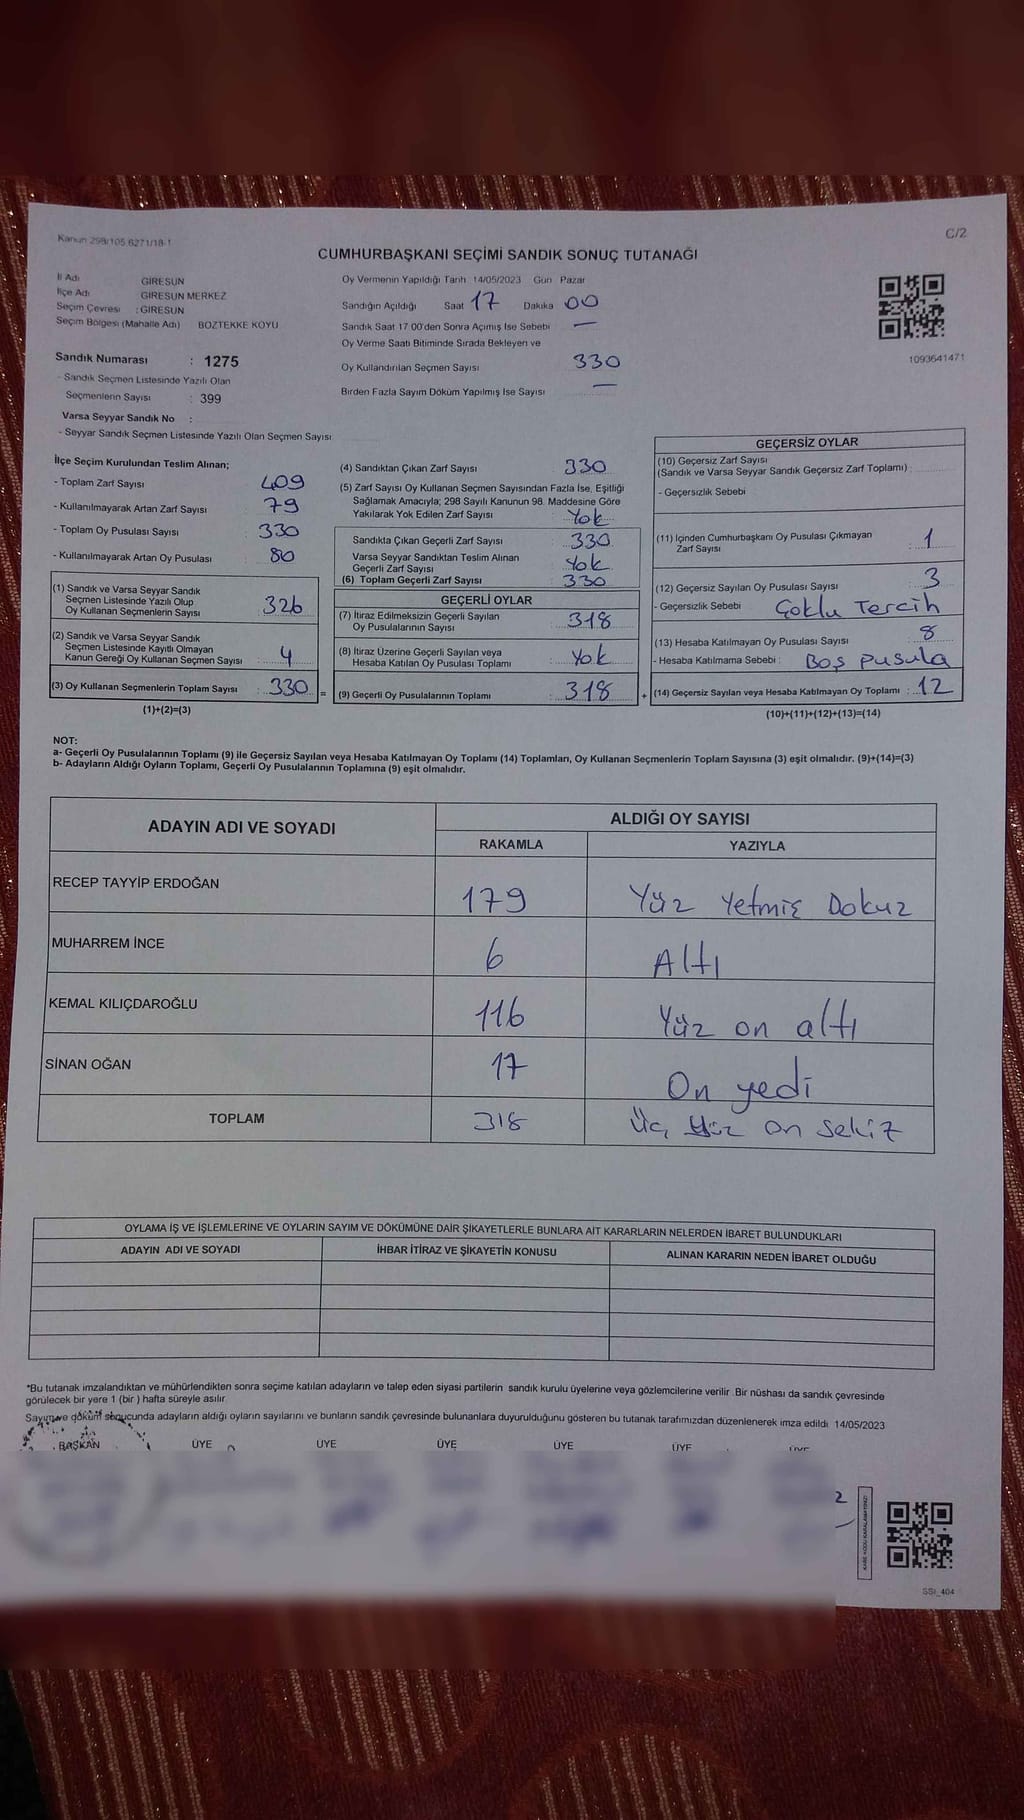 Kanun 298/105 6271/18-1
C/2
CUMHURBAŞKANI SEÇİMİ SANDIK SONUÇ TUTANAĞI
İl Adı GİRESUN
İlçe Adı GİRESUN MERKEZ
Seçim Çevresi : GİRESUN
Seçim Bölgesi (Mahalle Adı) BOZTEKKE KOYU
Sandık Numarası : 1275
- Sandık Seçmen Listesinde Yazılı Olan
Seçmenlerin Sayısı : 399
Varsa Seyyar Sandık No :
- Seyyar Sandık Seçmen Listesinde Yazılı Olan Seçmen Sayısı
Oy Vermenin Yapıldığı Tarih 14/05/2023 Gün Pazar
Sandığın Açıldığı Saat 17 Dakika 00
Sandık Saat 17 00'den Sonra Açımış İse Sebebi —
Oy Verme Saati Bitiminde Sırada Bekleyen ve
Oy Kullandırılan Seçmen Sayısı 330
Birden Fazla Sayım Döküm Yapılmış İse Sayısı —
1093641471
İlçe Seçim Kurulundan Teslim Alınan;
- Toplam Zarf Sayısı 409
- Kullanılmayarak Artan Zarf Sayısı 79
- Toplam Oy Pusulası Sayısı 330
- Kullanılmayarak Artan Oy Pusulası 80
(1) Sandık ve Varsa Seyyar Sandık
Seçmen Listesinde Yazılı Olup
Oy Kullanan Seçmenlerin Sayısı 326
(2) Sandık ve Varsa Seyyar Sandık
Seçmen Listesinde Kayıtlı Olmayan
Kanun Gereği Oy Kullanan Seçmen Sayısı 4
(3) Oy Kullanan Seçmenlerin Toplam Sayısı : 330 =
(1)+(2)=(3)
(4) Sandıktan Çıkan Zarf Sayısı 330
(5) Zarf Sayısı Oy Kullanan Seçmen Sayısından Fazla İse, Eşitliği
Sağlamak Amacıyla; 298 Sayılı Kanunun 98. Maddesine Göre
Yakılarak Yok Edilen Zarf Sayısı : Yok
Sandıkta Çıkan Geçerli Zarf Sayısı : 330
Varsa Seyyar Sandıktan Teslim Alınan
Geçerli Zarf Sayısı Yok
(6) Toplam Geçerli Zarf Sayısı 330
GEÇERLİ OYLAR
(7) İtiraz Edilmeksizin Geçerli Sayılan
Oy Pusulalarının Sayısı 318
(8) İtiraz Üzerine Geçerli Sayılan veya
Hesaba Katılan Oy Pusulası Toplamı Yok
(9) Geçerli Oy Pusulalarının Toplamı : 318 +
GEÇERSİZ OYLAR
(10) Geçersiz Zarf Sayısı
(Sandık ve Varsa Seyyar Sandık Geçersiz Zarf Toplamı) :
- Geçersizlik Sebebi
(11) İçinden Cumhurbaşkanı Oy Pusulası Çıkmayan
Zarf Sayısı : 1
(12) Geçersiz Sayılan Oy Pusulası Sayısı 3
- Geçersizlik Sebebi Çoklu Tercih
(13) Hesaba Katılmayan Oy Pusulası Sayısı 8
- Hesaba Katılmama Sebebi : Boş pusula
(14) Geçersiz Sayılan veya Hesaba Katılmayan Oy Toplamı : 12
(10)+(11)+(12)+(13)=(14)
NOT:
a- Geçerli Oy Pusulalarının Toplamı (9) ile Geçersiz Sayılan veya Hesaba Katılmayan Oy Toplamı (14) Toplamları, Oy Kullanan Seçmenlerin Toplam Sayısına (3) eşit olmalıdır. (9)+(14)=(3)
b- Adayların Aldığı Oyların Toplamı, Geçerli Oy Pusulalarının Toplamına (9) eşit olmalıdır.
ADAYIN ADI VE SOYADI ALDIĞI OY SAYISI
RAKAMLA YAZIYLA
RECEP TAYYİP ERDOĞAN 179 Yüz Yetmiş Dokuz
MUHARREM İNCE 6 Altı
KEMAL KILIÇDAROĞLU 116 Yüz on altı
SİNAN OĞAN 17 On yedi
TOPLAM 318 Üç yüz on sekiz
OYLAMA İŞ VE İŞLEMLERİNE VE OYLARIN SAYIM VE DÖKÜMÜNE DAİR ŞİKAYETLERLE BUNLARA AİT KARARLARIN NELERDEN İBARET BULUNDUKLARI
ADAYIN ADI VE SOYADI İHBAR İTİRAZ VE ŞİKAYETİN KONUSU ALINAN KARARIN NEDEN İBARET OLDUĞU
*Bu tutanak imzalandıktan ve mühürlendikten sonra seçime katılan adayların ve talep eden siyasi partilerin sandık kurulu üyelerine veya gözlemcilerine verilir. Bir nüshası da sandık çevresinde
görülecek bir yere 1 (bir) hafta süreyle asılır
Sayım ve döküm sonucunda adayların aldığı oyların sayılarını ve bunların sandık çevresinde bulunanlara duyurulduğunu gösteren bu tutanak tarafımızdan düzenlenerek imza edildi 14/05/2023
BAŞKAN ÜYE ÜYE ÜYE ÜYE ÜYE ÜYE
KARE KODU KARALAMAYINIZ!
SSI_404